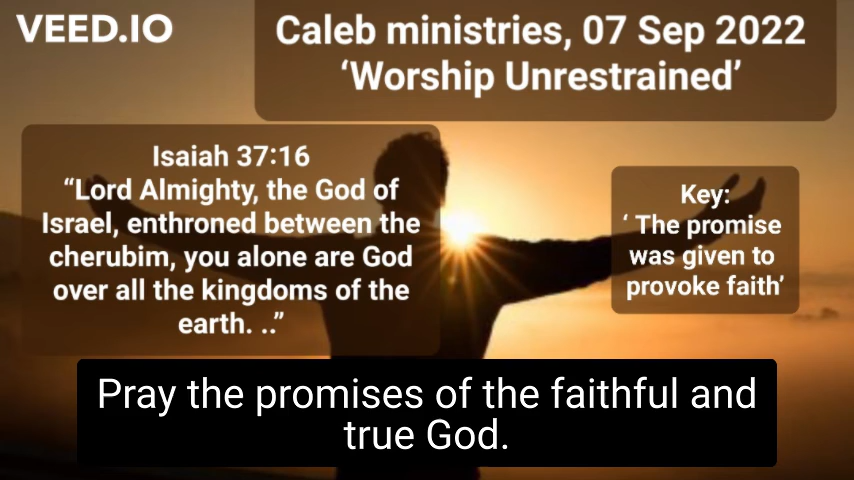 VEED.IO
Caleb ministries, 07 Sep 2022
‘Worship Unrestrained’
Isaiah 37:16
“Lord Almighty, the God of
Israel, enthroned between the
cherubim, you alone are God
over all the kingdoms of the
earth. ..”
Key:
‘ The promise
was given to
provoke faith’
Pray the promises of the faithful and
true God.